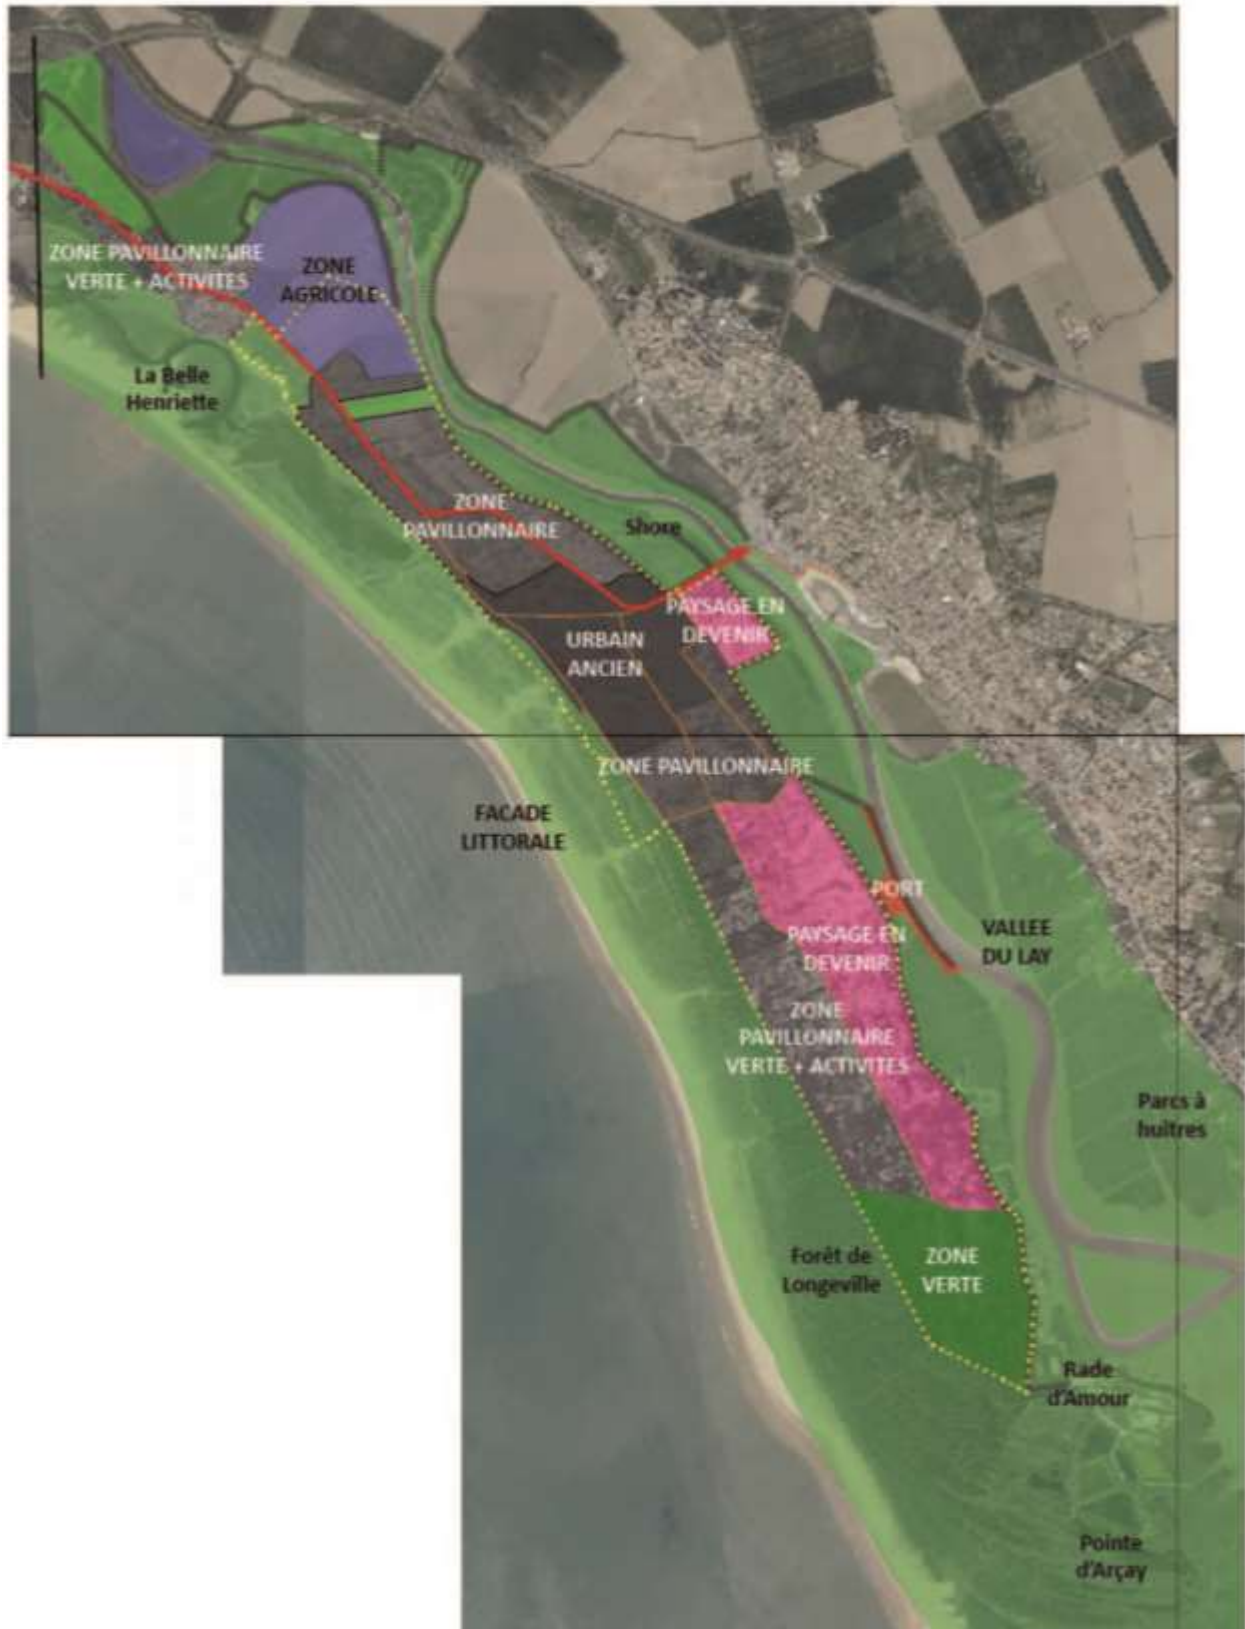 ZONE PAVILLONNAIRE
VERTE + ACTIVITES
ZONE
AGRICOLE
La Belle
Henriette
ZONE
PAVILLONNAIRE
Shore
PAYSAGE EN
DEVENIR
URBAIN
ANCIEN
ZONE PAVILLONNAIRE
FACADE
LITTORALE
PORT
VALLEE
DU LAY
PAYSAGE EN
DEVENIR
ZONE
PAVILLONNAIRE
VERTE + ACTIVITES
Parcs à
huîtres
Forêt de
Longeville
ZONE
VERTE
Rade
d'Amour
Pointe
d'Arçay